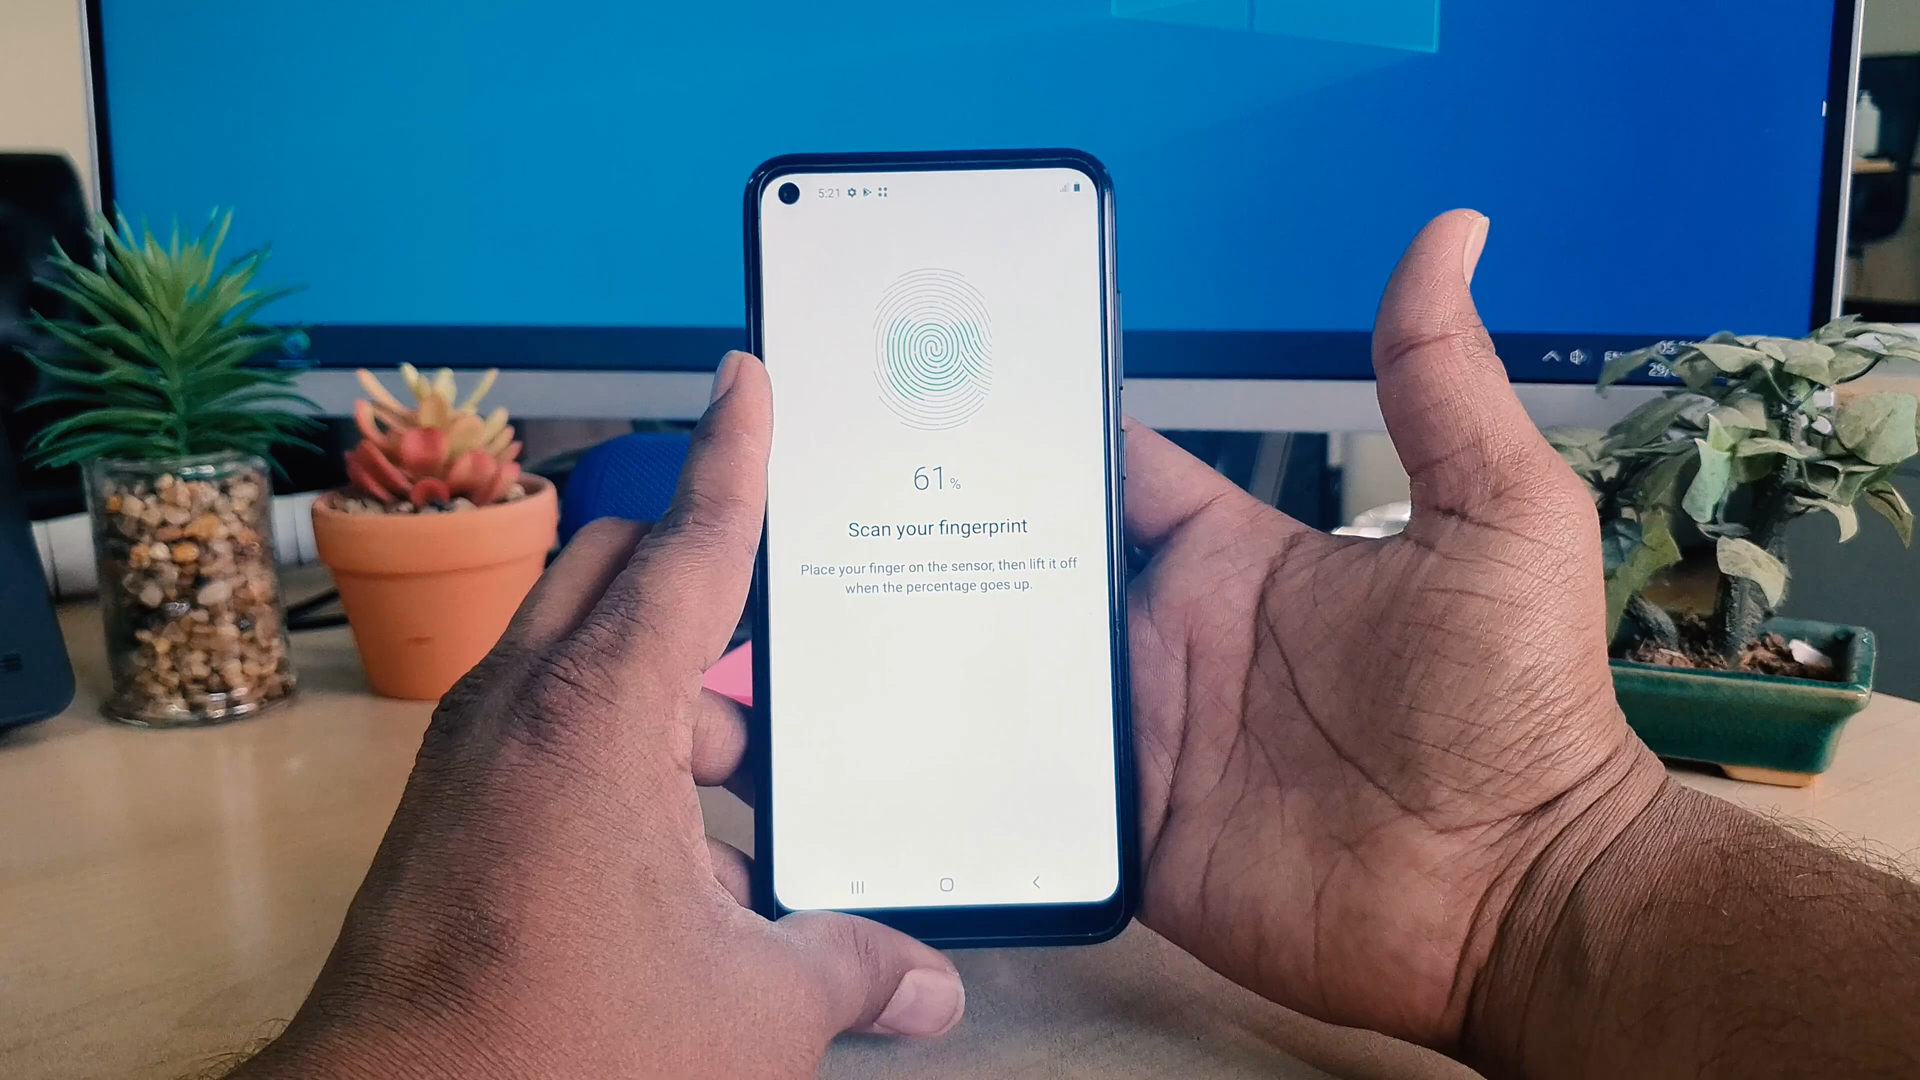 5:21
61%
Scan your fingerprint
Place your finger on the sensor, then lift it off
when the percentage goes up.